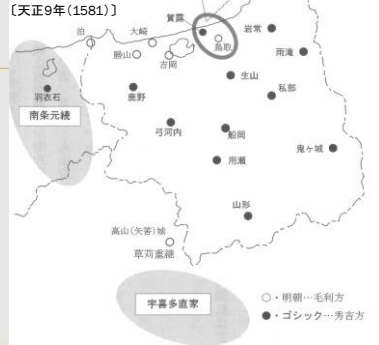 〔天正9年(1581)〕
泊
大崎
賀露
岩常
鳥取
雨滝
勝山
吉岡
生山
私部
羽衣石
鹿野
南条元続
弓河内
船岡
鬼ヶ城
用瀬
山形
高山(矢筈)城
草苅重継
宇喜多直家
○・明朝…毛利方
●・ゴシック…秀吉方